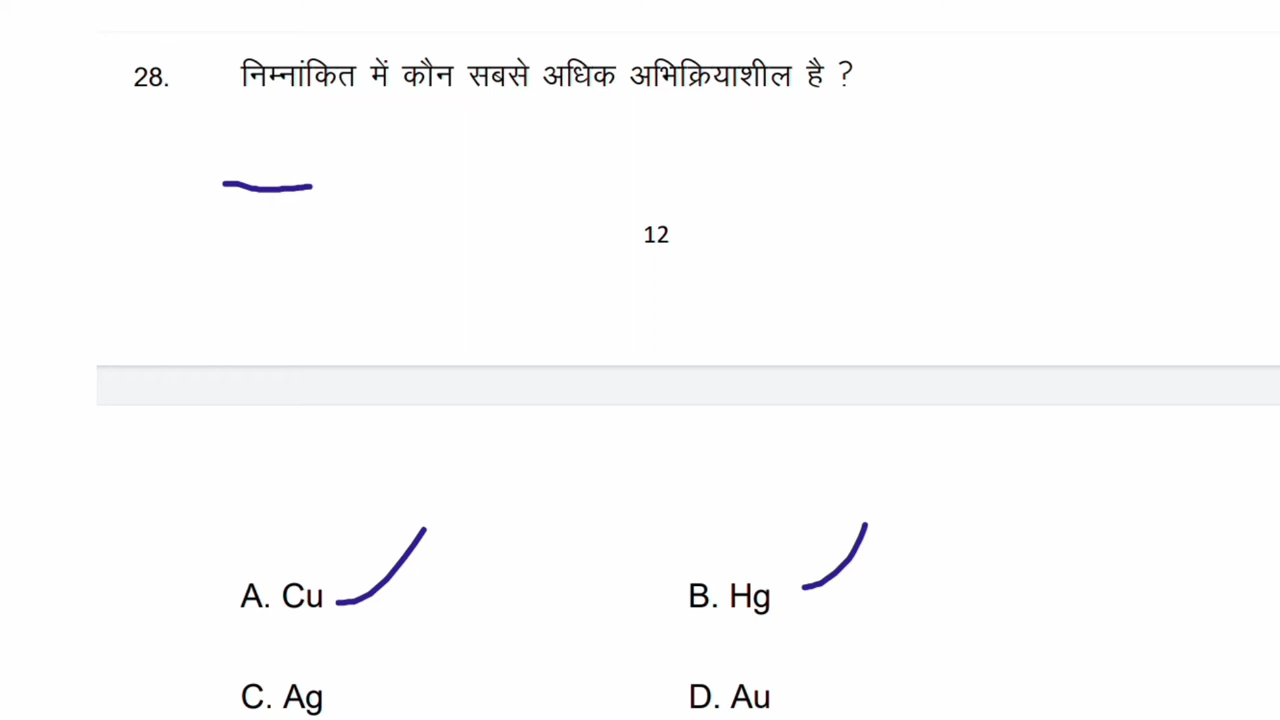 28. निम्नांकित में कौन सबसे अधिक अभिक्रियाशील है ?
12
A. Cu B. Hg
C. Ag D. Au